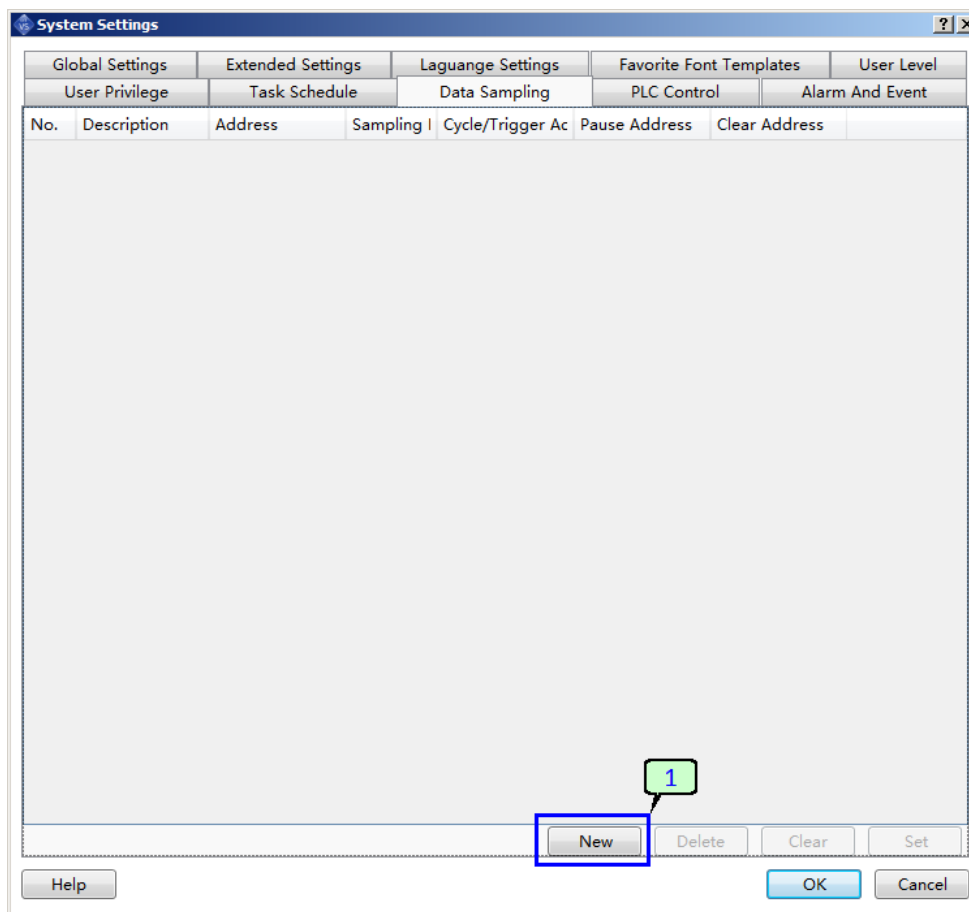 VS System Settings ? X
Global Settings Extended Settings Laguange Settings Favorite Font Templates User Level
User Privilege Task Schedule Data Sampling PLC Control Alarm And Event
No. Description Address Sampling Cycle/Trigger Ac Pause Address Clear Address
1
New Delete Clear Set
Help OK Cancel